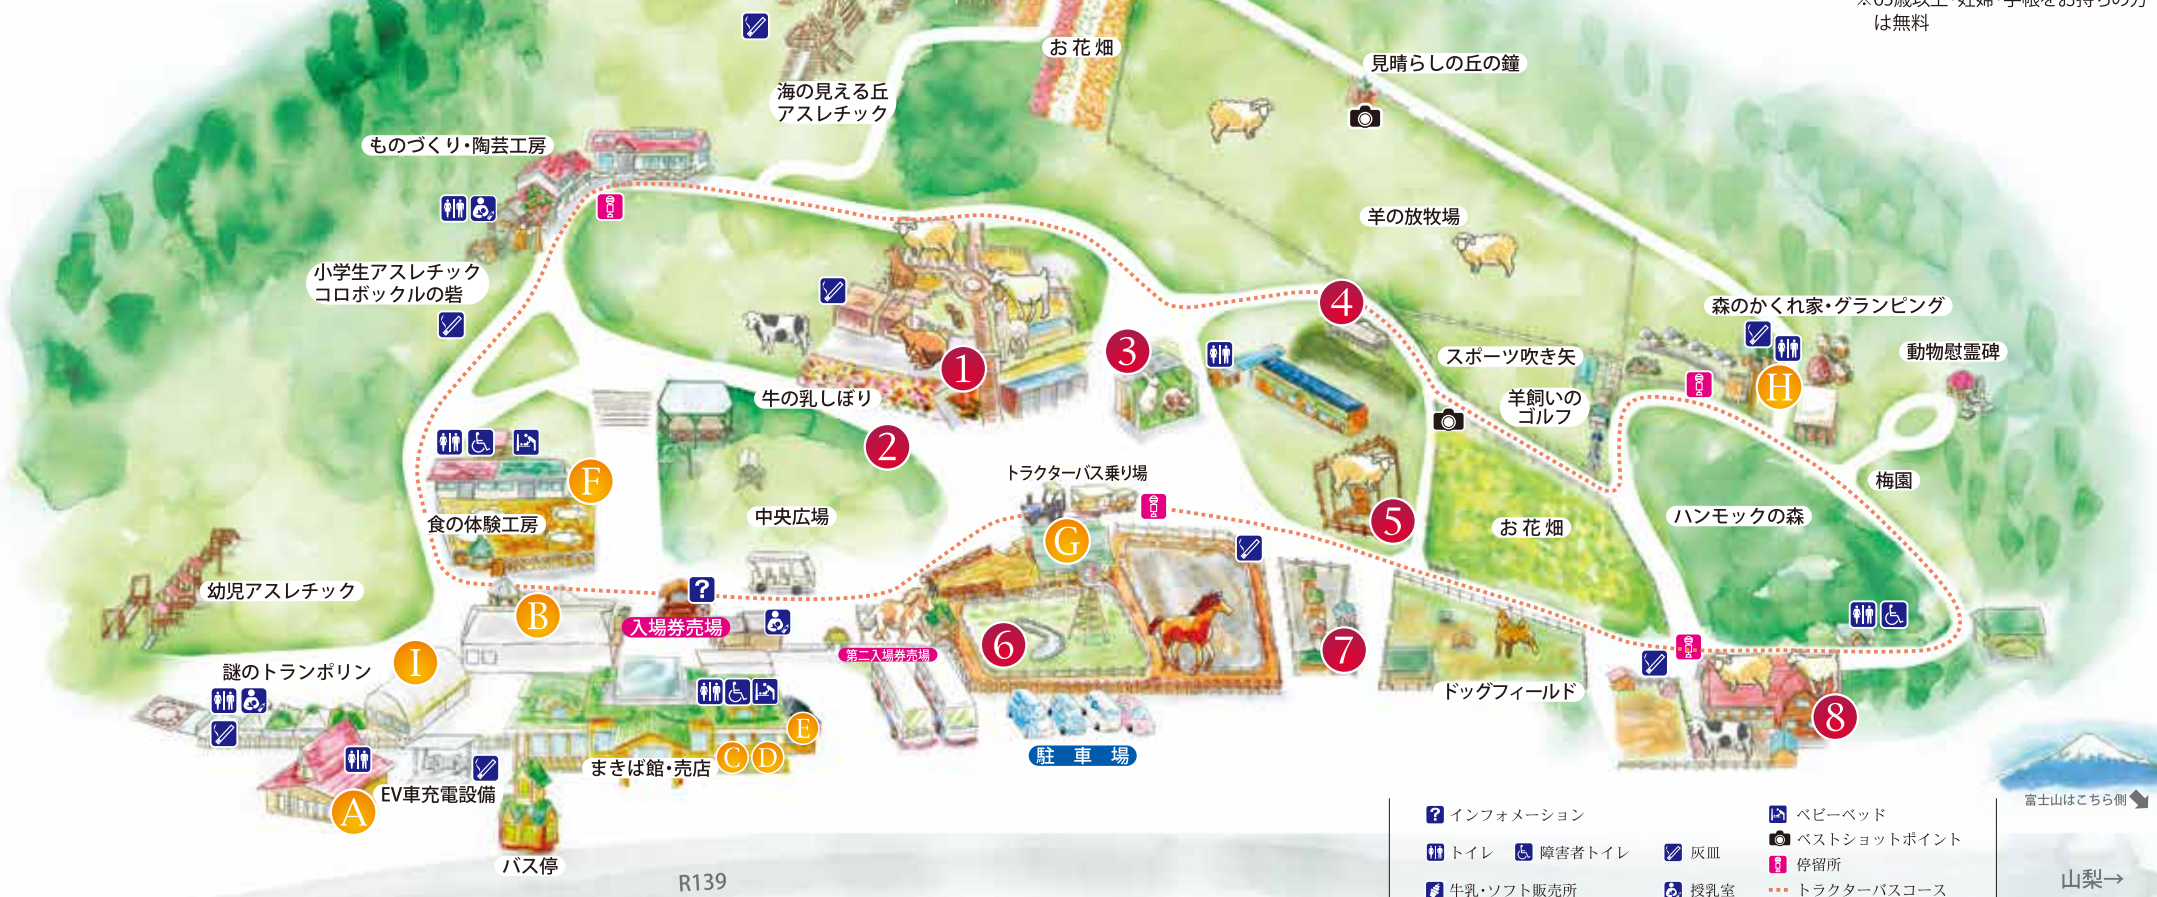 ※65歳以上・妊婦・手帳をお持ちの方
は無料
お花畑
見晴らしの丘の鐘
海の見える丘
アスレチック
ものづくり・陶芸工房
羊の放牧場
小学生アスレチック
コロボックルの砦
森のかくれ家・グランピング
4
スポーツ吹き矢
動物慰霊碑
3
1
H
牛の乳しぼり
羊飼いの
ゴルフ
2
トラクターバス乗り場
梅園
F
食の体験工房
中央広場
5
お花畑
ハンモックの森
G
幼児アスレチック
?
B
入場券売場
第二入場券売場
6
7
I
謎のトランポリン
ドッグフィールド
8
E
C
D
まきば館・売店
駐車場
A
EV車充電設備
バス停
R139
富士山はこちら側
山梨→
? インフォメーション
トイレ
障害者トイレ
灰皿
牛乳・ソフト販売所
授乳室
ベビーベッド
ベストショットポイント
停留所
トラクターバスコース